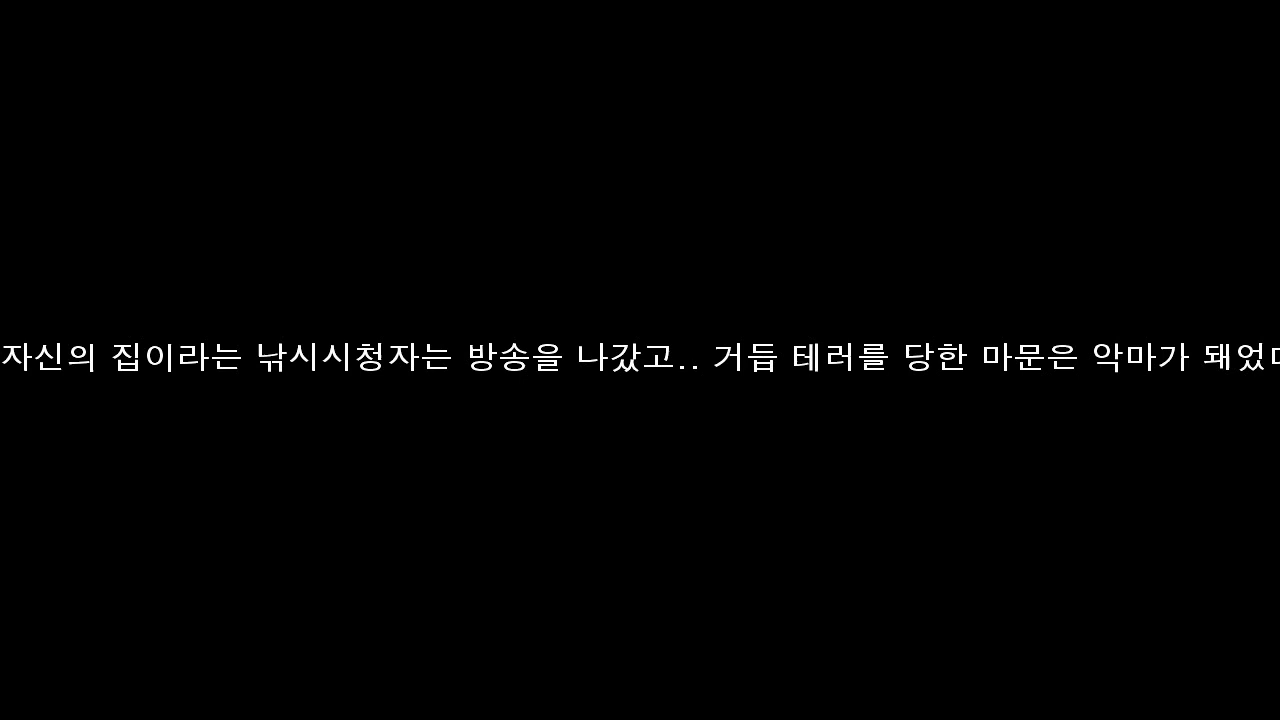 자신의 집이라는 낚시시청자는 방송을 나갔고.. 거듭 테러를 당한 마문은 악마가 돼었